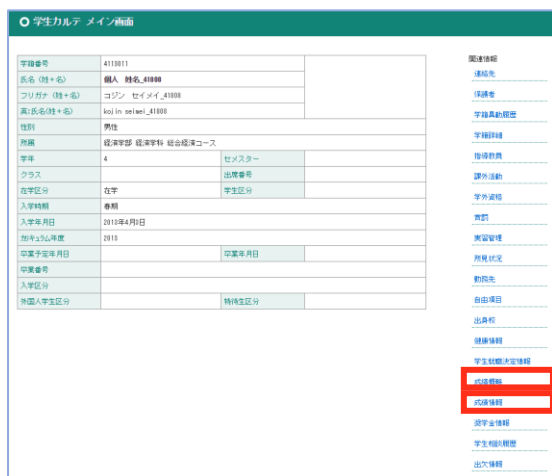 学生カルテ メイン画面
学籍番号 4113011
氏名（姓+名） 個人 姓名_41808
フリガナ（姓+名） コジン セイメイ_41808
英:氏名(姓+名) kojin seimei_41808
性別 男性
所属 経済学部 経済学科 総合経済コース
学年 4 セメスター
クラス 出席番号
在学区分 在学 学生区分
入学時期 春期
入学年月日 2013年4月3日
カリキュラム年度 2013
卒業予定年月日 卒業年月日
卒業番号
入学区分
外国人学生区分 特待生区分
関連情報
連絡先
保護者
学籍異動履歴
学籍詳細
指導教員
課外活動
学外資格
賞罰
実習管理
所見状況
勤務先
自由項目
出身校
健康情報
学生就職決定情報
成績概略
成績情報
奨学金情報
学生相談履歴
出欠情報